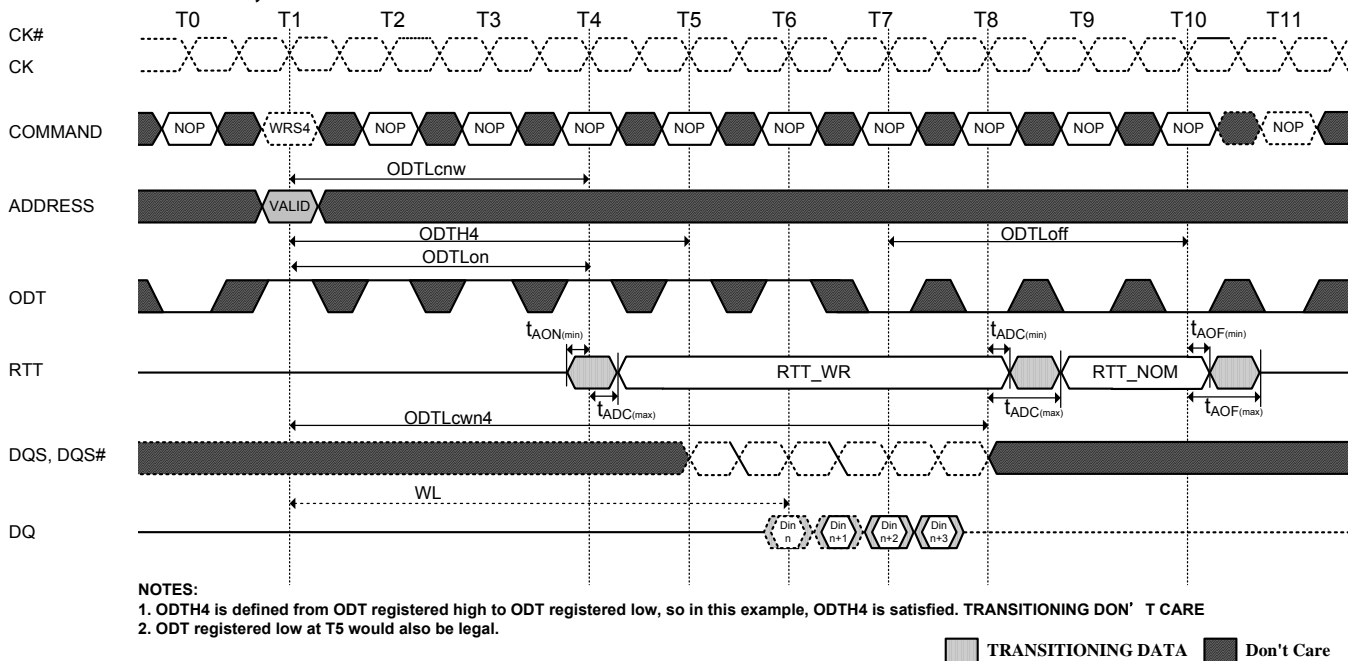 T0 T1 T2 T3 T4 T5 T6 T7 T8 T9 T10 T11
CK#
CK
COMMAND NOP WRS4 NOP NOP NOP NOP NOP NOP NOP NOP NOP NOP
ODTLcnw
ADDRESS VALID
ODTH4 ODTLoff
ODTLon
ODT
tAON(min) tADC(min) tAOF(min)
RTT RTT_WR RTT_NOM
tADC(max) tADC(max) tAOF(max)
ODTLcwn4
DQS, DQS#
WL
DQ Din n Din n+1 Din n+2 Din n+3
NOTES:
1. ODTH4 is defined from ODT registered high to ODT registered low, so in this example, ODTH4 is satisfied. TRANSITIONING DON' T CARE
2. ODT registered low at T5 would also be legal.
TRANSITIONING DATA Don't Care